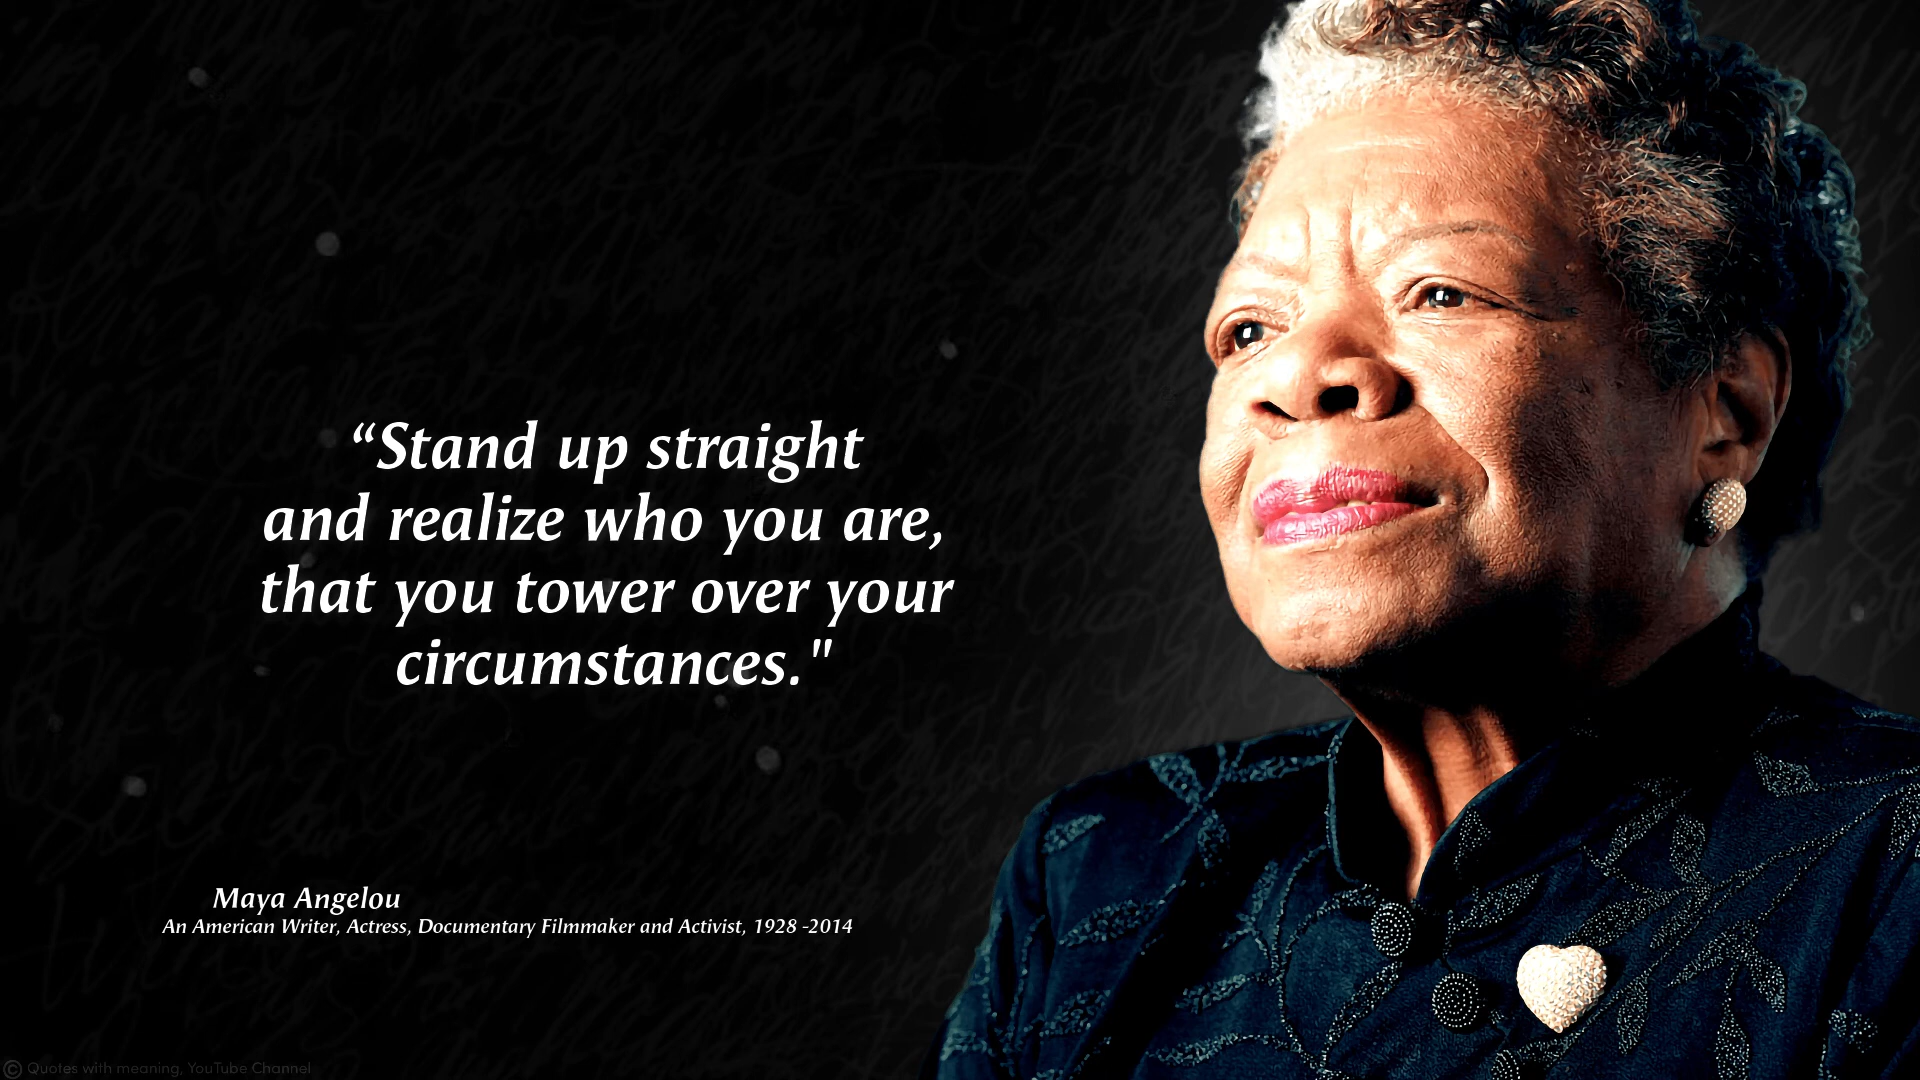 “Stand up straight
and realize who you are,
that you tower over your
circumstances."
Maya Angelou
An American Writer, Actress, Documentary Filmmaker and Activist, 1928 -2014
© Quotes with meaning, YouTube Channel